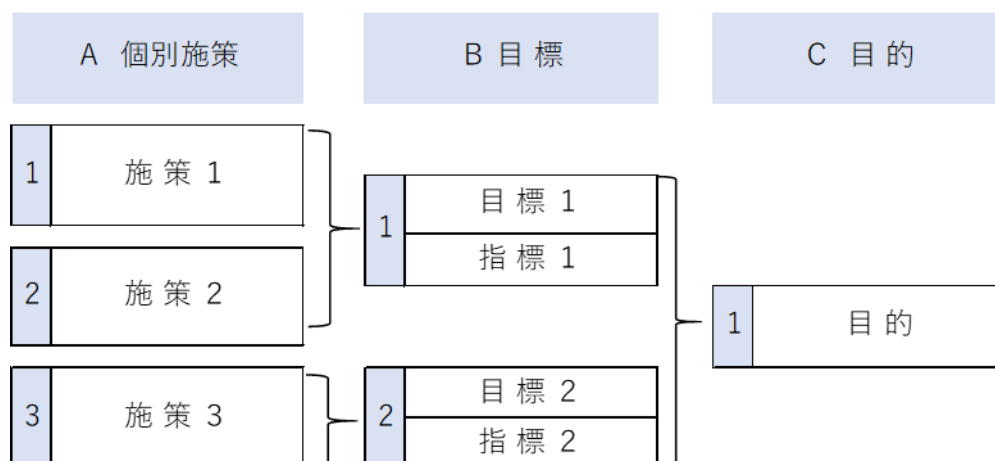 A 個別施策
B 目標
C 目的
1 施策 1
2 施策 2
3 施策 3
1 目標 1
指標 1
2 目標 2
指標 2
1 目的